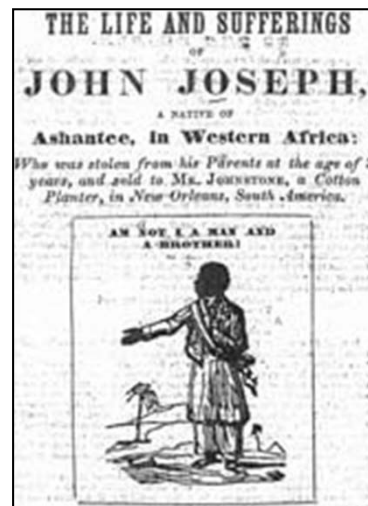 THE LIFE AND SUFFERINGS
OF
JOHN JOSEPH,
A NATIVE OF
Ashantee, in Western Africa:
Who was stolen from his Parents at the age of 3
years, and sold to MR. JOHNSTONE, a Cotton
Planter, in New Orleans, South America.
AM NOT I A MAN AND
A BROTHER!